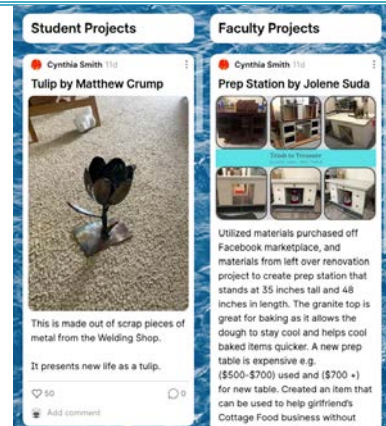 Student Projects
Cynthia Smith 11d
Tulip by Matthew Crump
This is made out of scrap pieces of
metal from the Welding Shop.
It presents new life as a tulip.
50
0
Add comment
Faculty Projects
Cynthia Smith 11d
Prep Station by Jolene Suda
Trash to Treasure
Utilized materials purchased off
Facebook marketplace, and
materials from left over renovation
project to create prep station that
stands at 35 inches tall and 48
inches in length. The granite top is
great for baking as it allows the
dough to stay cool and helps cool
baked items quicker. A new prep
table is expensive e.g.
($500-$700) used and ($700 +)
for new table. Created an item that
can be used to help girlfriend's
Cottage Food business without